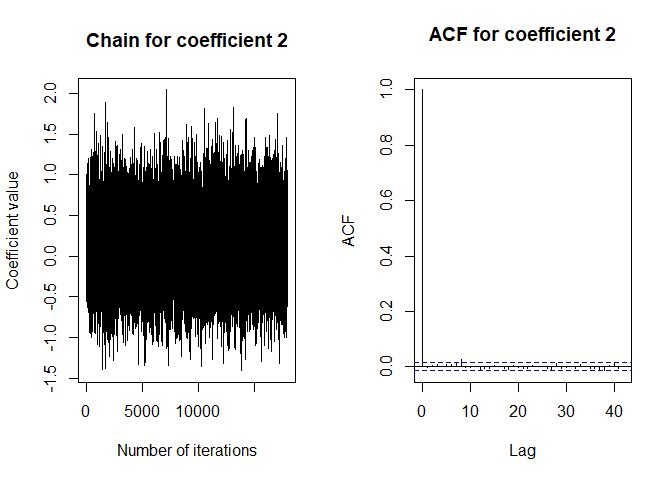 Chain for coefficient 2
Coefficient value
2.0
1.5
1.0
0.5
0.0
-0.5
-1.0
-1.5
0 5000 10000
Number of iterations
ACF for coefficient 2
ACF
1.0
0.8
0.6
0.4
0.2
0.0
0 10 20 30 40
Lag